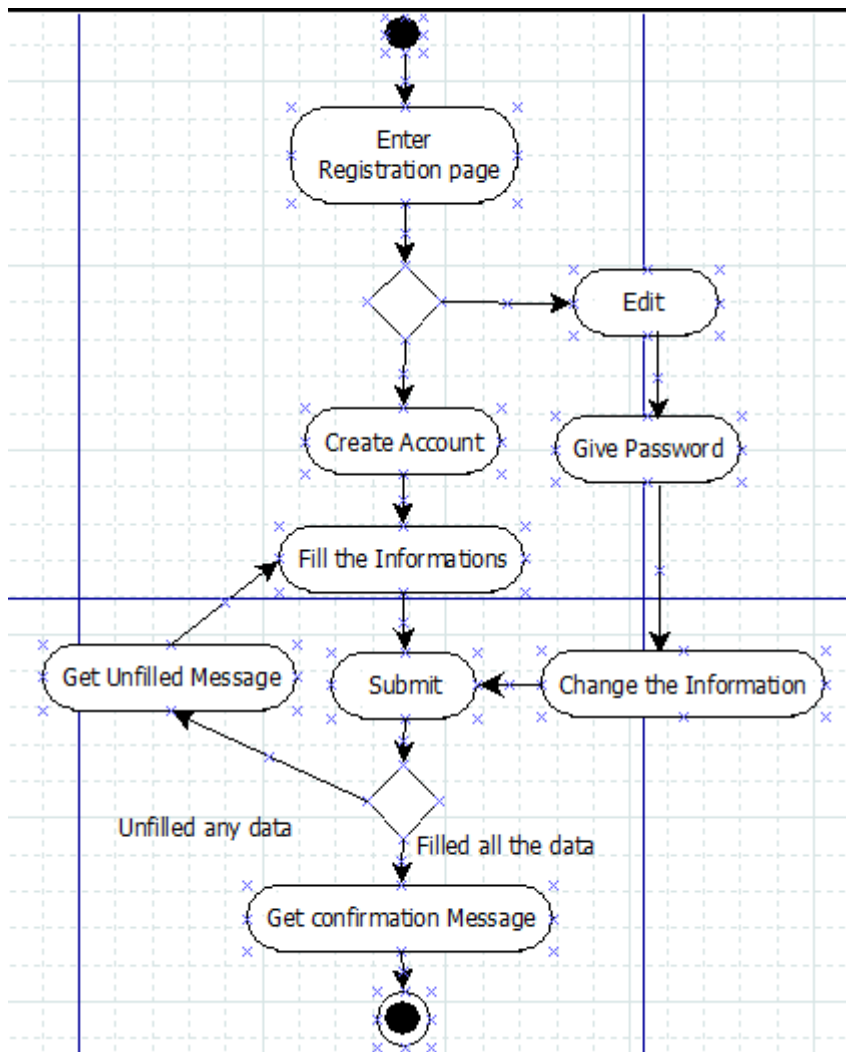 Enter
Registration page
Edit
Create Account
Give Password
Fill the Informations
Get Unfilled Message
Submit
Change the Information
Unfilled any data
Filled all the data
Get confirmation Message